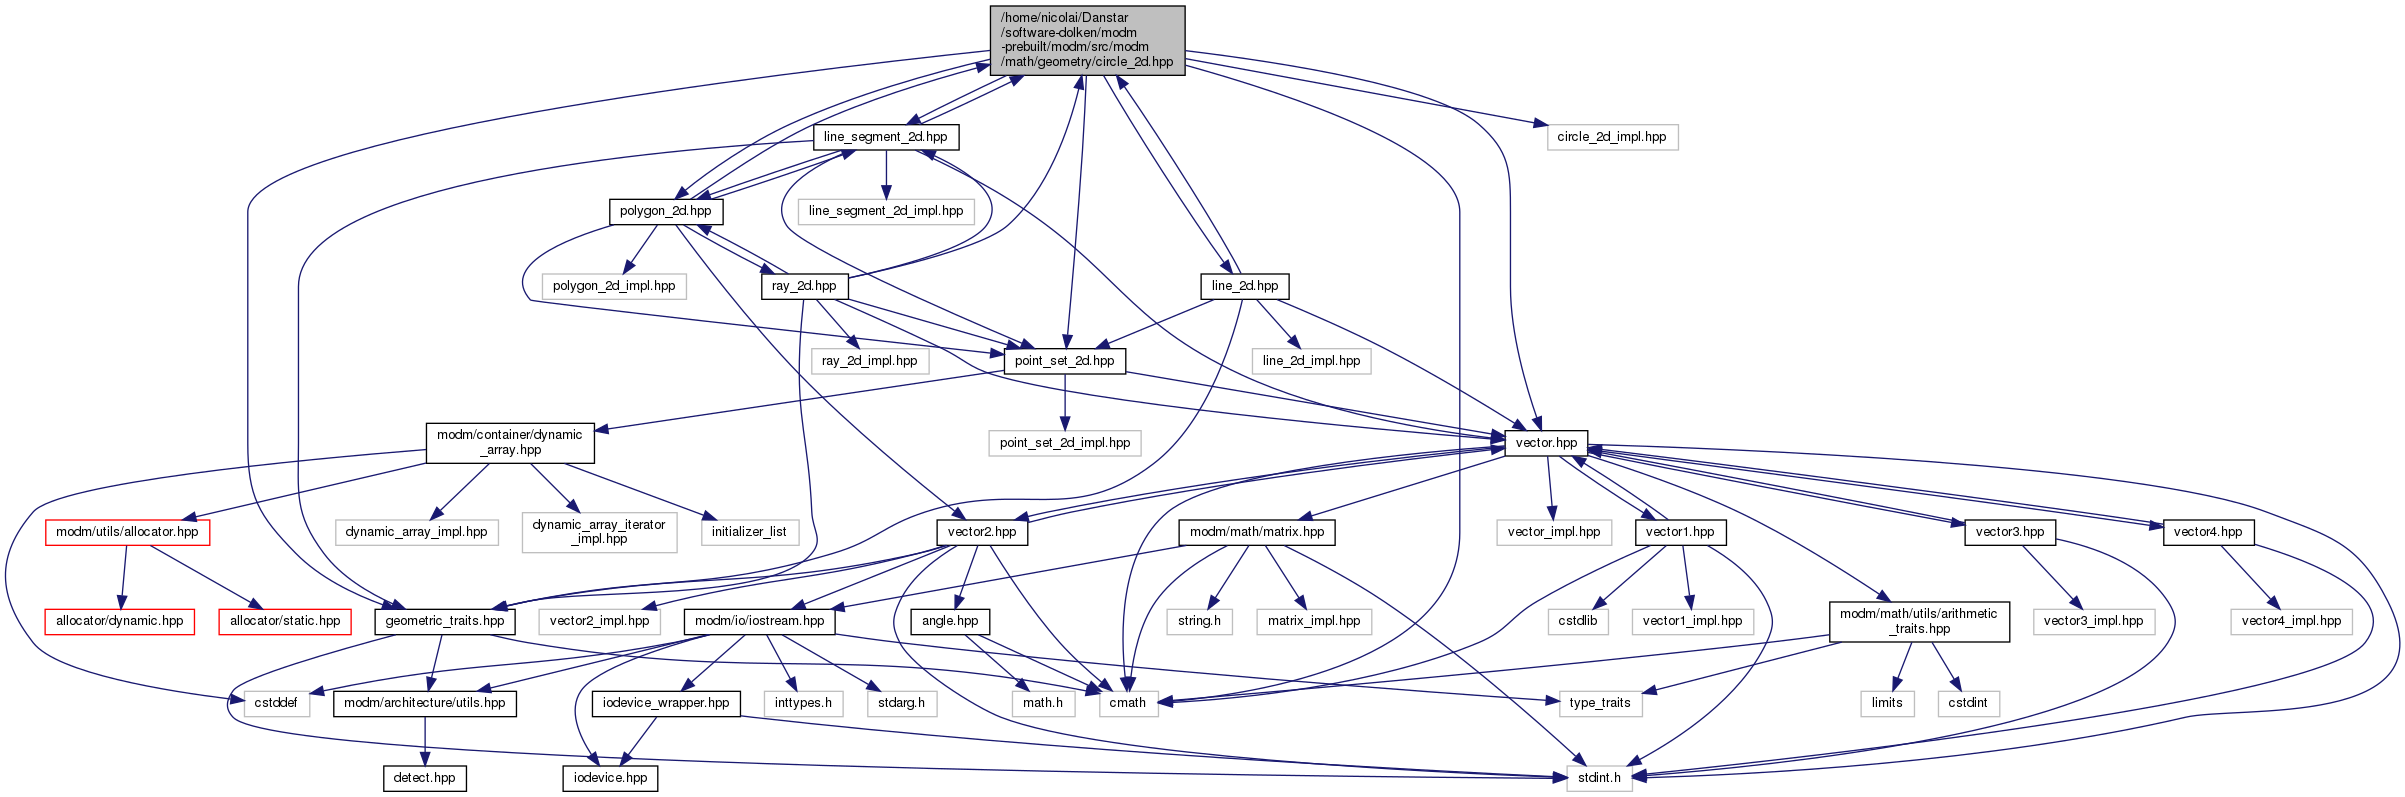 /home/nicolai/Danstar
/software-dolken/modm
-prebuilt/modm/src/modm
/math/geometry/circle_2d.hpp
line_segment_2d.hpp
circle_2d_impl.hpp
polygon_2d.hpp
line_segment_2d_impl.hpp
polygon_2d_impl.hpp
ray_2d.hpp
line_2d.hpp
ray_2d_impl.hpp
point_set_2d.hpp
line_2d_impl.hpp
modm/container/dynamic
_array.hpp
point_set_2d_impl.hpp
vector.hpp
modm/utils/allocator.hpp
dynamic_array_impl.hpp
dynamic_array_iterator
_impl.hpp
initializer_list
vector2.hpp
modm/math/matrix.hpp
vector_impl.hpp
vector1.hpp
vector3.hpp
vector4.hpp
allocator/dynamic.hpp
allocator/static.hpp
geometric_traits.hpp
vector2_impl.hpp
modm/io/iostream.hpp
angle.hpp
string.h
matrix_impl.hpp
cstdlib
vector1_impl.hpp
modm/math/utils/arithmetic
_traits.hpp
vector3_impl.hpp
vector4_impl.hpp
cstddef
modm/architecture/utils.hpp
iodevice_wrapper.hpp
inttypes.h
stdarg.h
math.h
cmath
type_traits
limits
cstdint
detect.hpp
iodevice.hpp
stdint.h